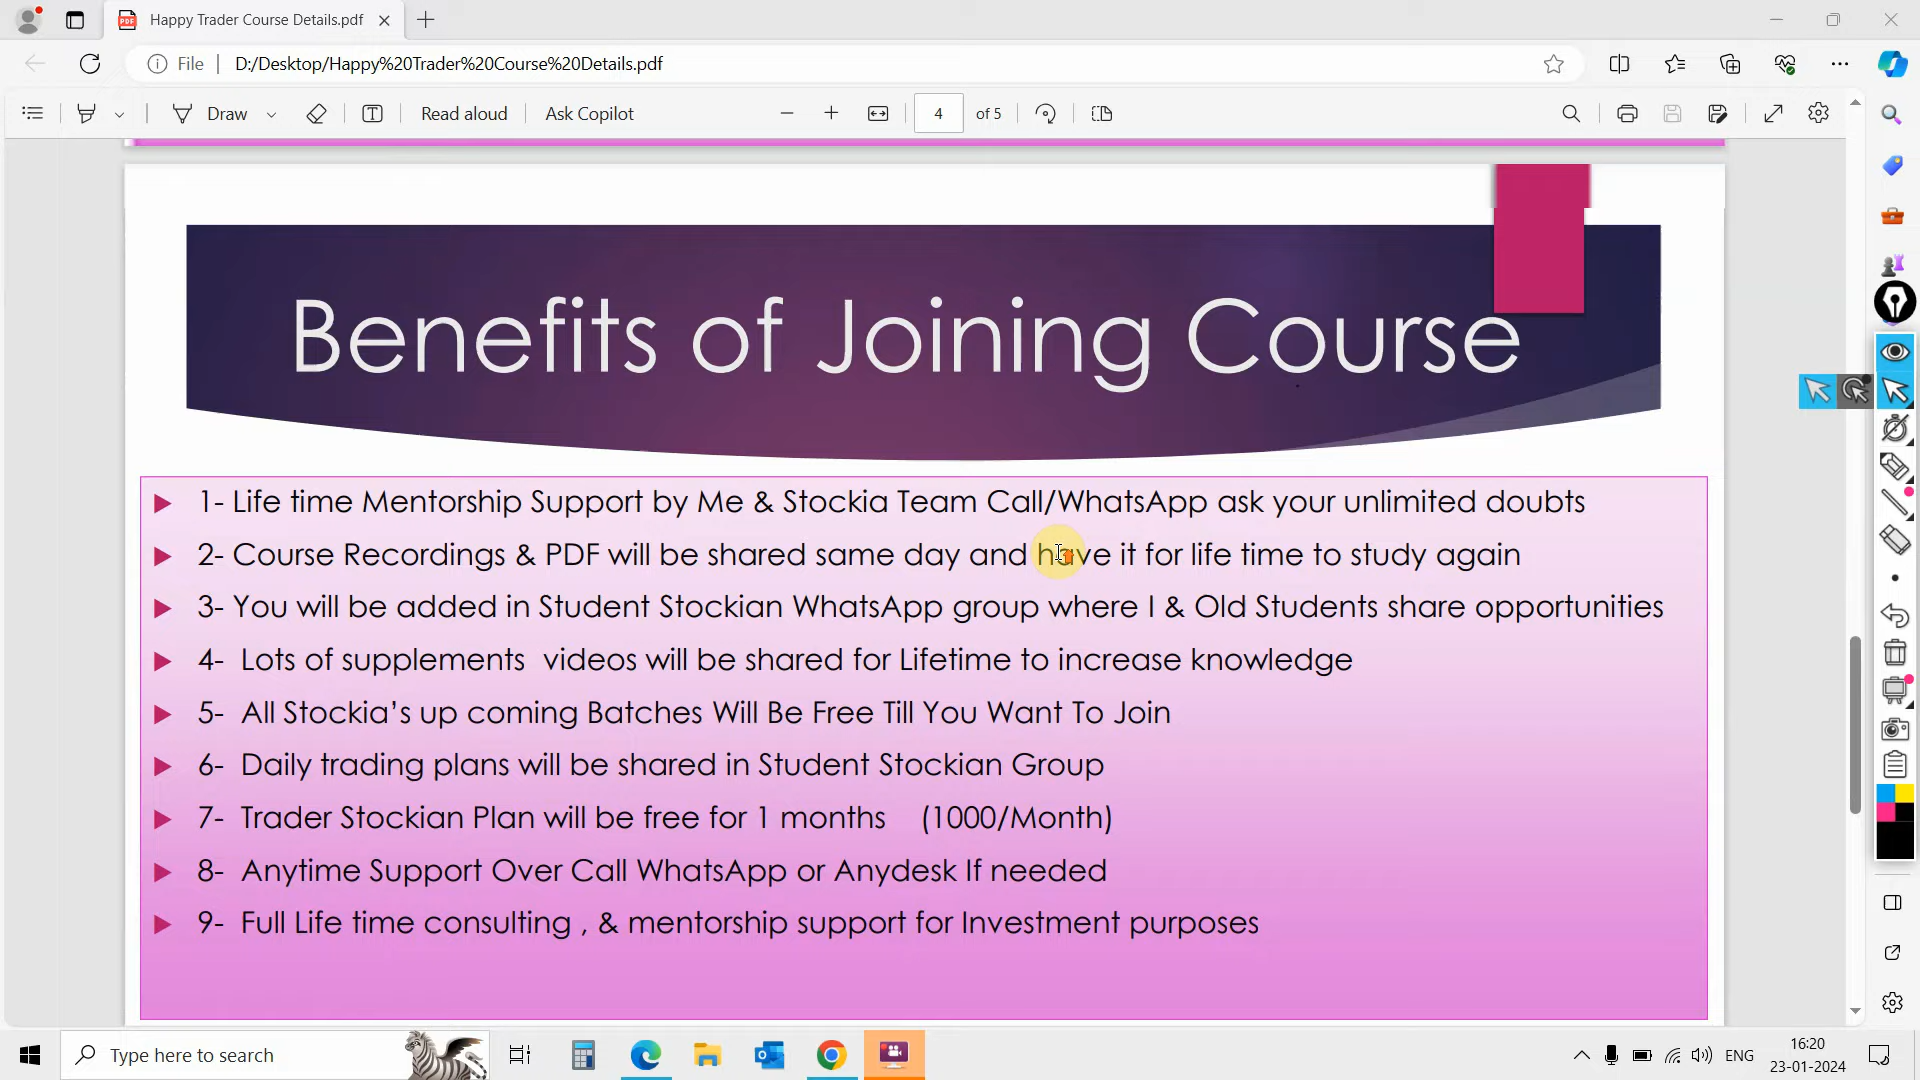 Happy Trader Course Details.pdf
File
D:/Desktop/Happy%20Trader%20Course%20Details.pdf
Draw
Read aloud
Ask Copilot
4 of 5
Benefits of Joining Course
1- Life time Mentorship Support by Me & Stockia Team Call/WhatsApp ask your unlimited doubts
2- Course Recordings & PDF will be shared same day and have it for life time to study again
3- You will be added in Student Stockian WhatsApp group where I & Old Students share opportunities
4- Lots of supplements videos will be shared for Lifetime to increase knowledge
5- All Stockia's up coming Batches Will Be Free Till You Want To Join
6- Daily trading plans will be shared in Student Stockian Group
7- Trader Stockian Plan will be free for 1 months (1000/Month)
8- Anytime Support Over Call WhatsApp or Anydesk If needed
9- Full Life time consulting , & mentorship support for Investment purposes
Type here to search
ENG
16:20
23-01-2024